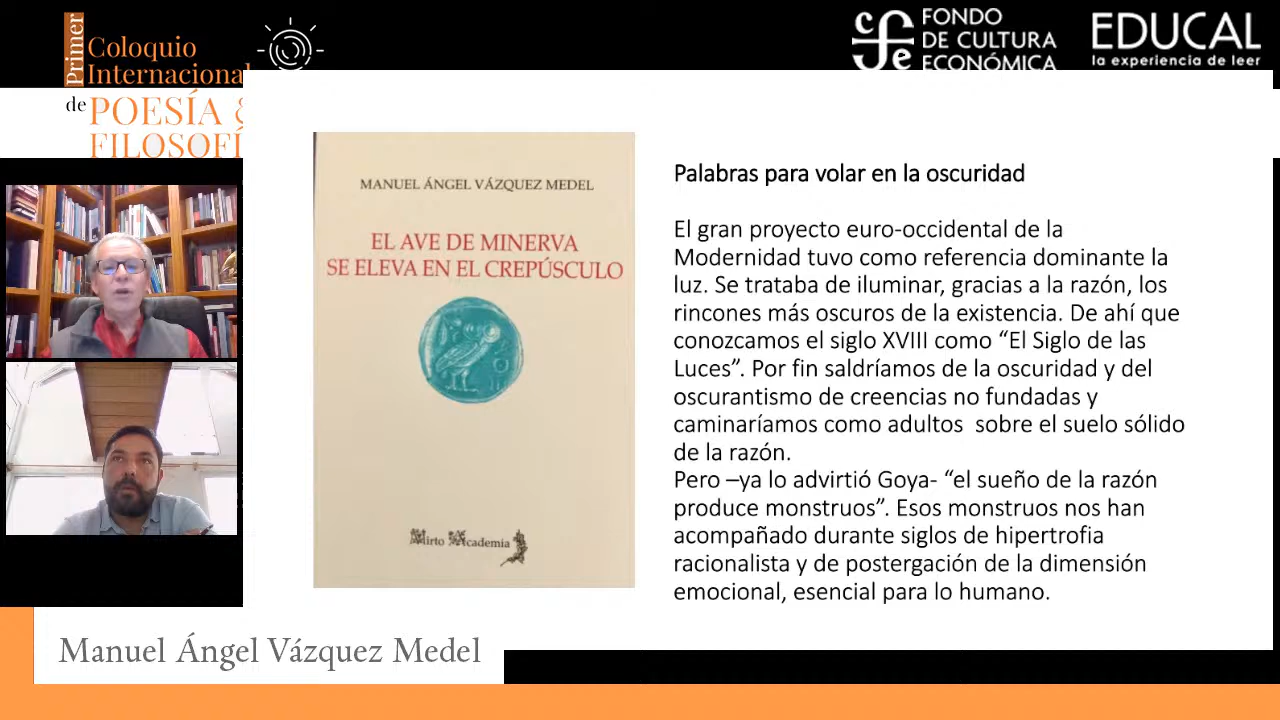 Primer
Coloquio
Internacional
de POESÍA &
FILOSOFÍ
FONDO
DE CULTURA
ECONÓMICA
EDUCAL
la experiencia de leer
MANUEL ÁNGEL VÁZQUEZ MEDEL
EL AVE DE MINERVA
SE ELEVA EN EL CREPÚSCULO
Mirto Academia
Palabras para volar en la oscuridad
El gran proyecto euro-occidental de la
Modernidad tuvo como referencia dominante la
luz. Se trataba de iluminar, gracias a la razón, los
rincones más oscuros de la existencia. De ahí que
conozcamos el siglo XVIII como “El Siglo de las
Luces”. Por fin saldríamos de la oscuridad y del
oscurantismo de creencias no fundadas y
caminaríamos como adultos sobre el suelo sólido
de la razón.
Pero –ya lo advirtió Goya- “el sueño de la razón
produce monstruos”. Esos monstruos nos han
acompañado durante siglos de hipertrofia
racionalista y de postergación de la dimensión
emocional, esencial para lo humano.
Manuel Ángel Vázquez Medel